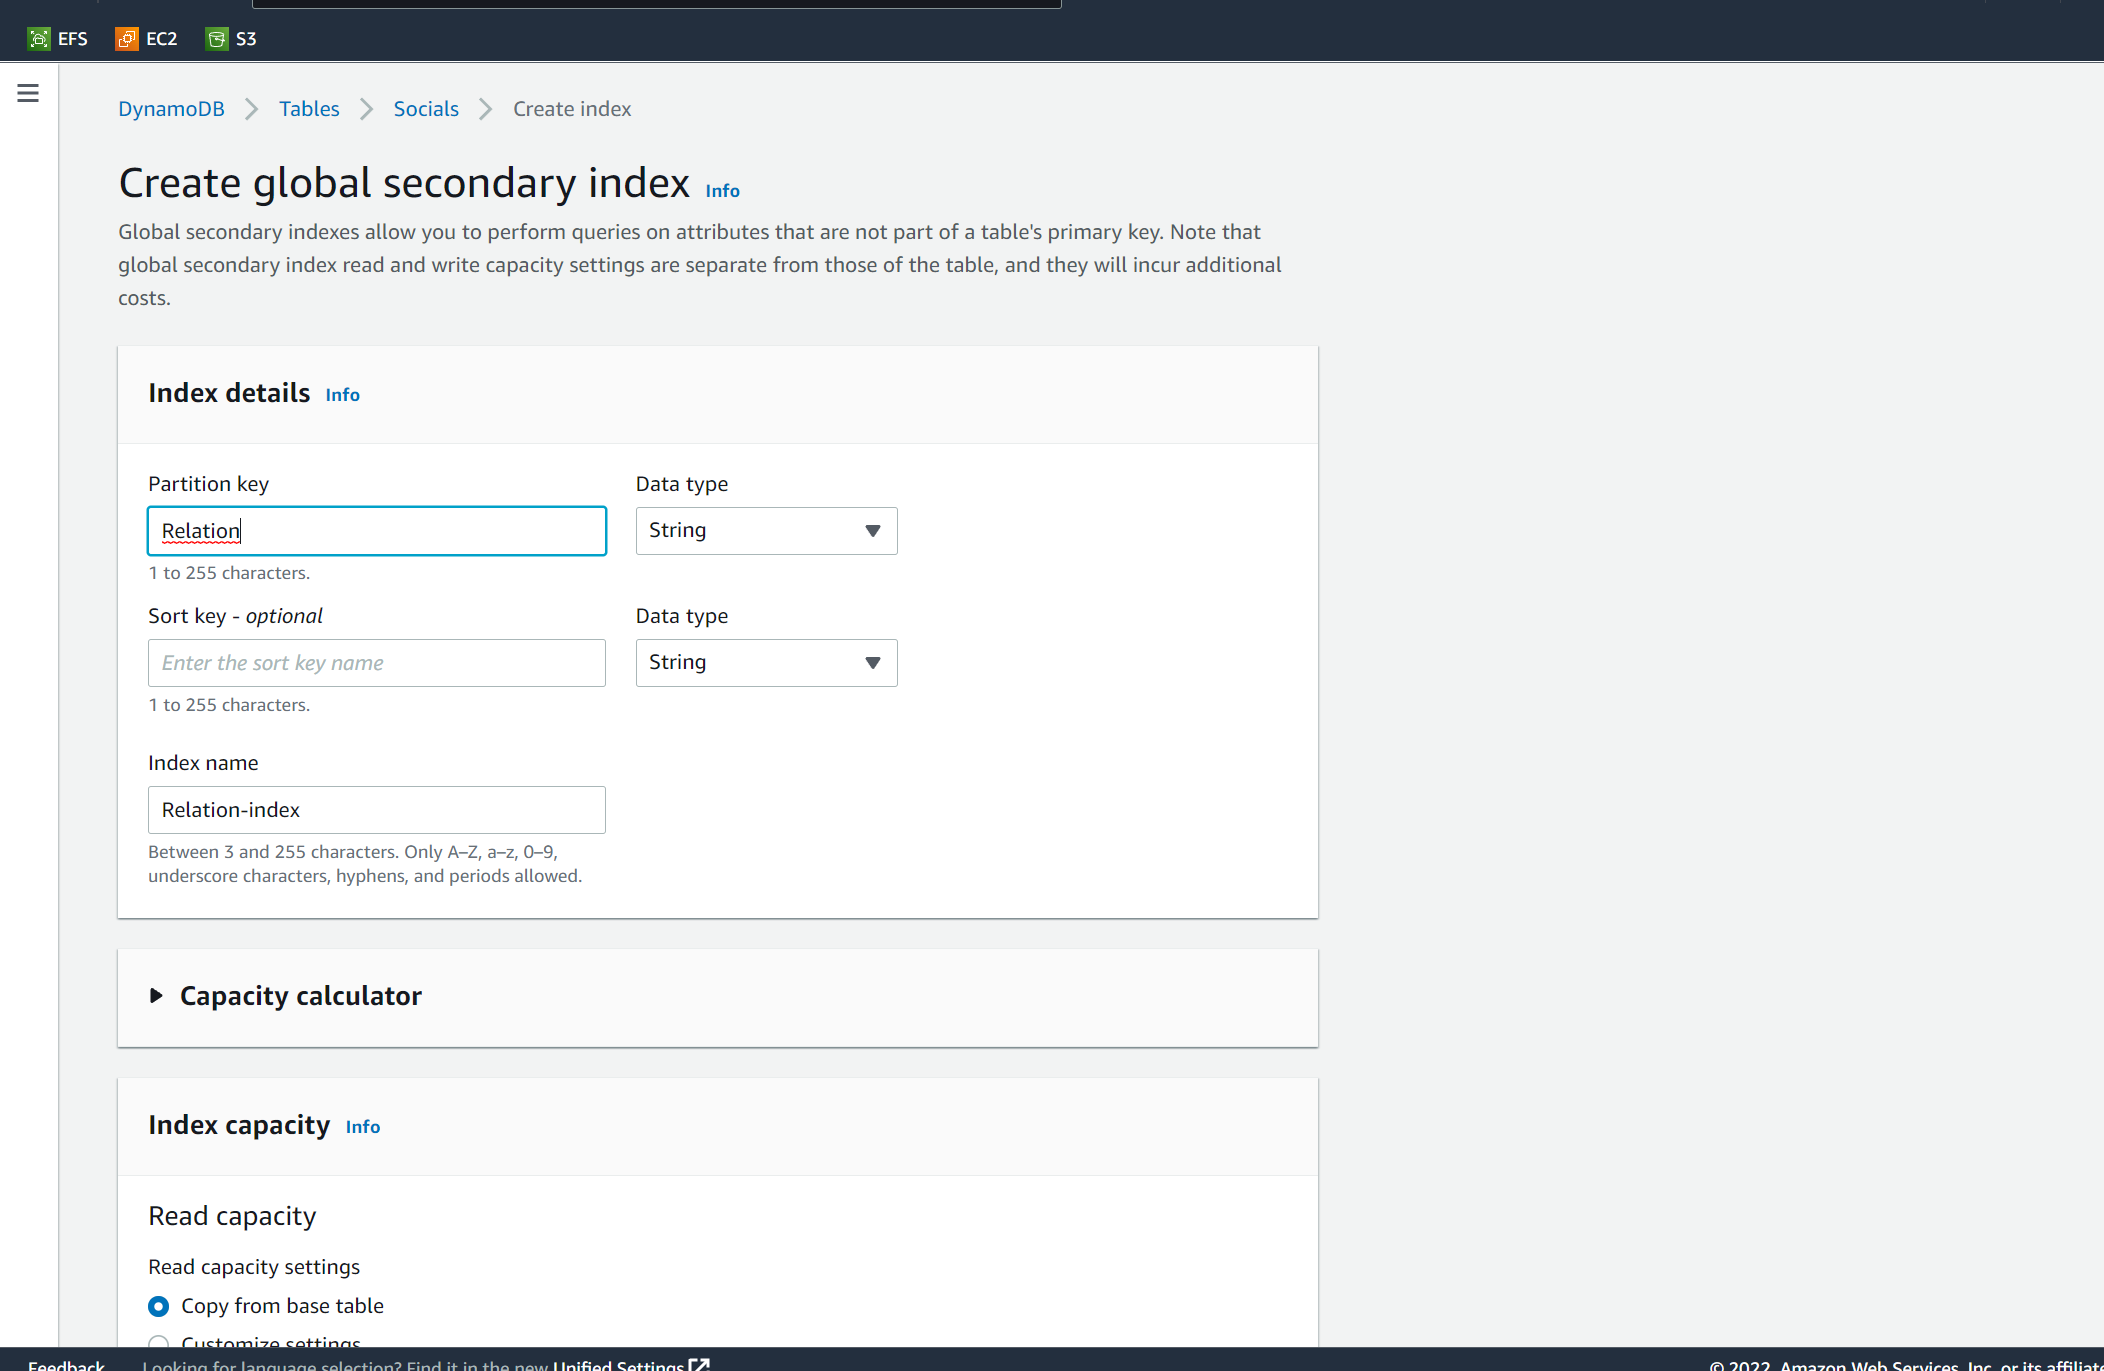 EFS EC2 S3
DynamoDB Tables Socials Create index
Create global secondary index Info
Global secondary indexes allow you to perform queries on attributes that are not part of a table's primary key. Note that
global secondary index read and write capacity settings are separate from those of the table, and they will incur additional
costs.
Index details Info
Partition key Data type
Relation String
1 to 255 characters.
Sort key - optional Data type
Enter the sort key name String
1 to 255 characters.
Index name
Relation-index
Between 3 and 255 characters. Only A–Z, a–z, 0–9,
underscore characters, hyphens, and periods allowed.
Capacity calculator
Index capacity Info
Read capacity
Read capacity settings
Copy from base table
Customize settings
Feedback Looking for language selection? Find it in the new Unified Settings © 2022, Amazon Web Services, Inc. or its affiliate